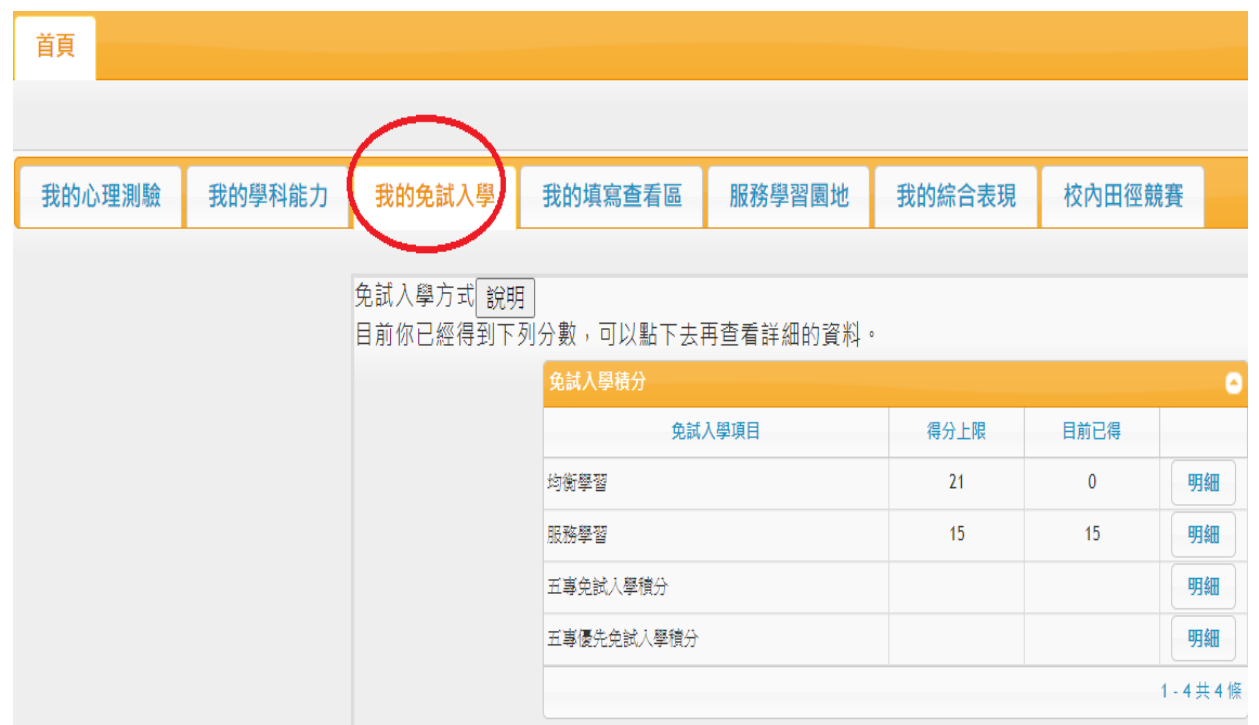 首頁
我的心理測驗 我的學科能力 我的免試入學 我的填寫查看區 服務學習園地 我的綜合表現 校內田徑競賽
免試入學方式 說明
目前你已經得到下列分數,可以點下去再查看詳細的資料。
免試入學積分
免試入學項目 得分上限 目前已得
均衡學習 21 0 明細
服務學習 15 15 明細
五專免試入學積分 明細
五專優先免試入學積分 明細
1 - 4 共 4 條